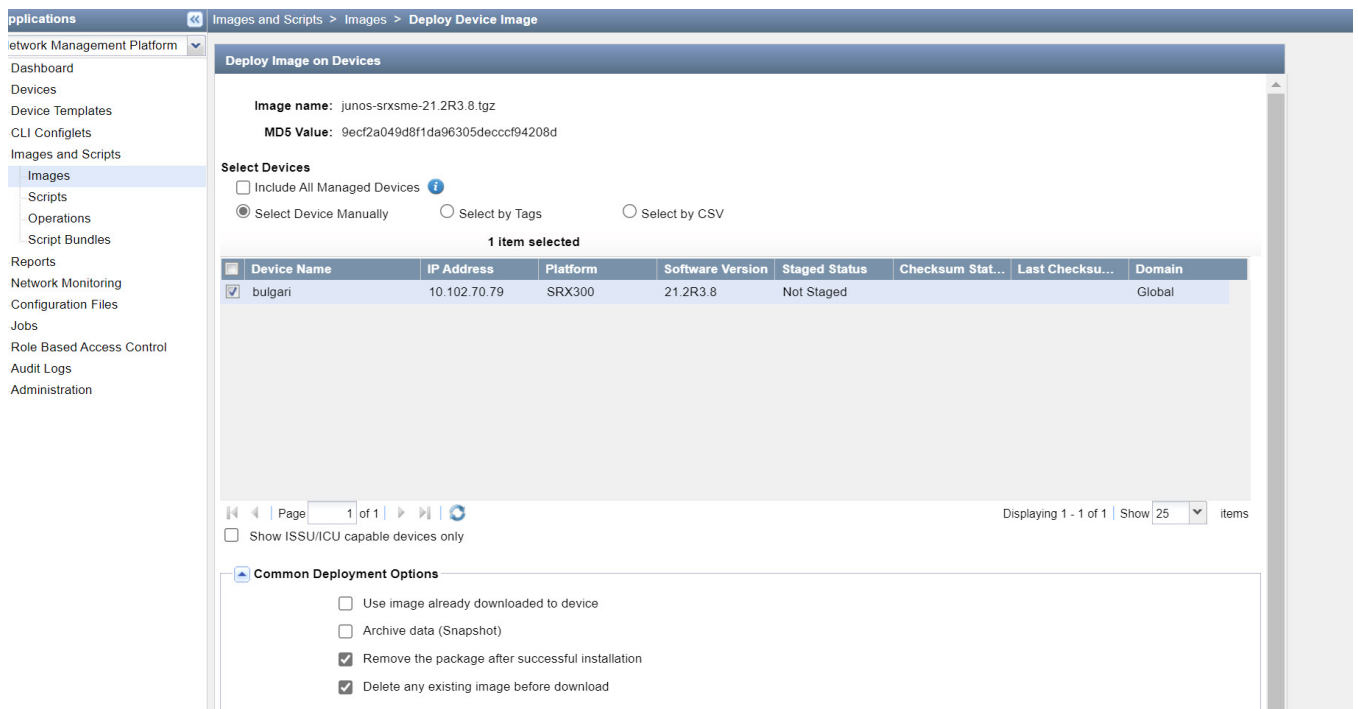 pplications
Images and Scripts > Images > Deploy Device Image
etwork Management Platform
Dashboard
Devices
Device Templates
CLI Configlets
Images and Scripts
Images
Scripts
Operations
Script Bundles
Reports
Network Monitoring
Configuration Files
Jobs
Role Based Access Control
Audit Logs
Administration
Deploy Image on Devices
Image name: junos-srxsme-21.2R3.8.tgz
MD5 Value: 9ecf2a049d8f1da96305decccf94208d
Select Devices
Include All Managed Devices i
Select Device Manually Select by Tags Select by CSV
1 item selected
Device Name IP Address Platform Software Version Staged Status Checksum Stat... Last Checksu... Domain
bulgari 10.102.70.79 SRX300 21.2R3.8 Not Staged Global
Page 1 of 1 Displaying 1 - 1 of 1 Show 25 items
Show ISSU/ICU capable devices only
Common Deployment Options
Use image already downloaded to device
Archive data (Snapshot)
Remove the package after successful installation
Delete any existing image before download